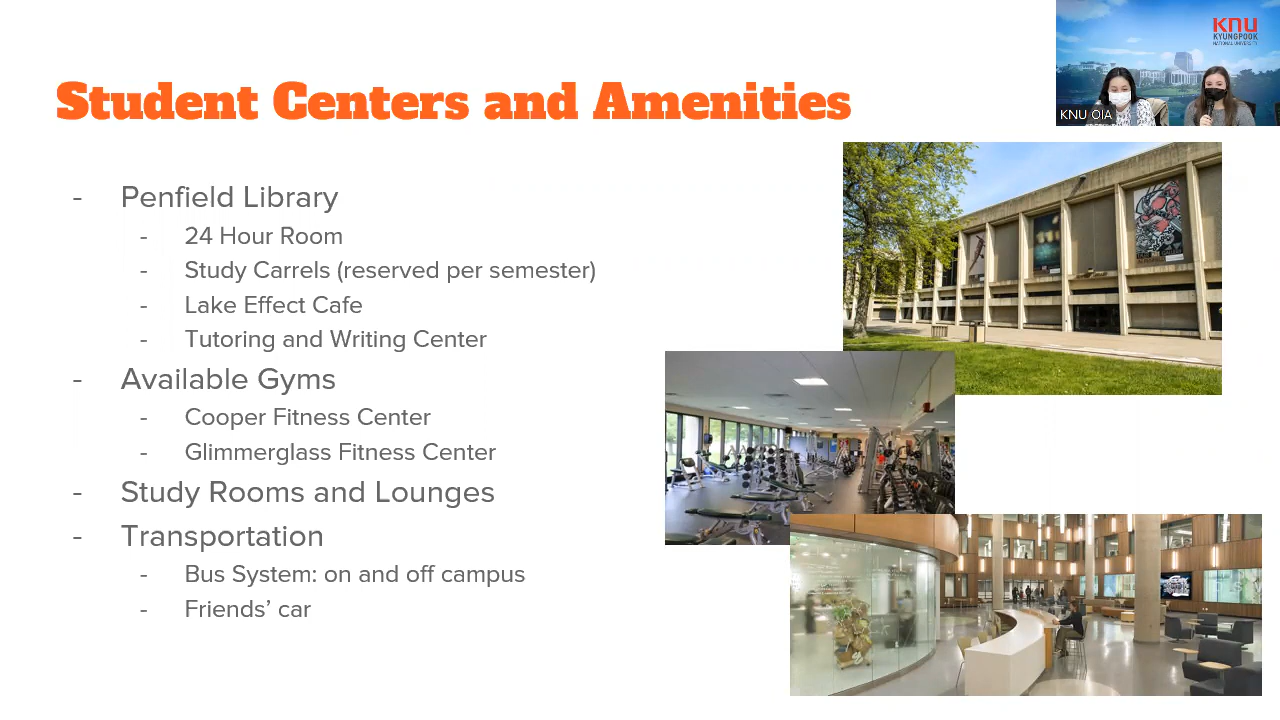 Student Centers and Amenities
KNU
KYUNGPOOK
NATIONAL UNIVERSITY
KNU OIA
- Penfield Library
- 24 Hour Room
- Study Carrels (reserved per semester)
- Lake Effect Cafe
- Tutoring and Writing Center
- Available Gyms
- Cooper Fitness Center
- Glimmerglass Fitness Center
- Study Rooms and Lounges
- Transportation
- Bus System: on and off campus
- Friends’ car